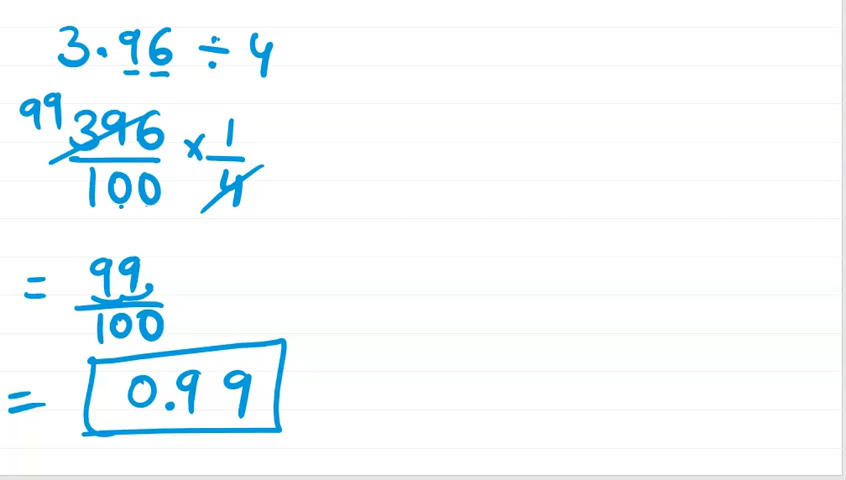 3.96 ÷ 4
99 396/100 × 1/4
= 99./100
= 0.99